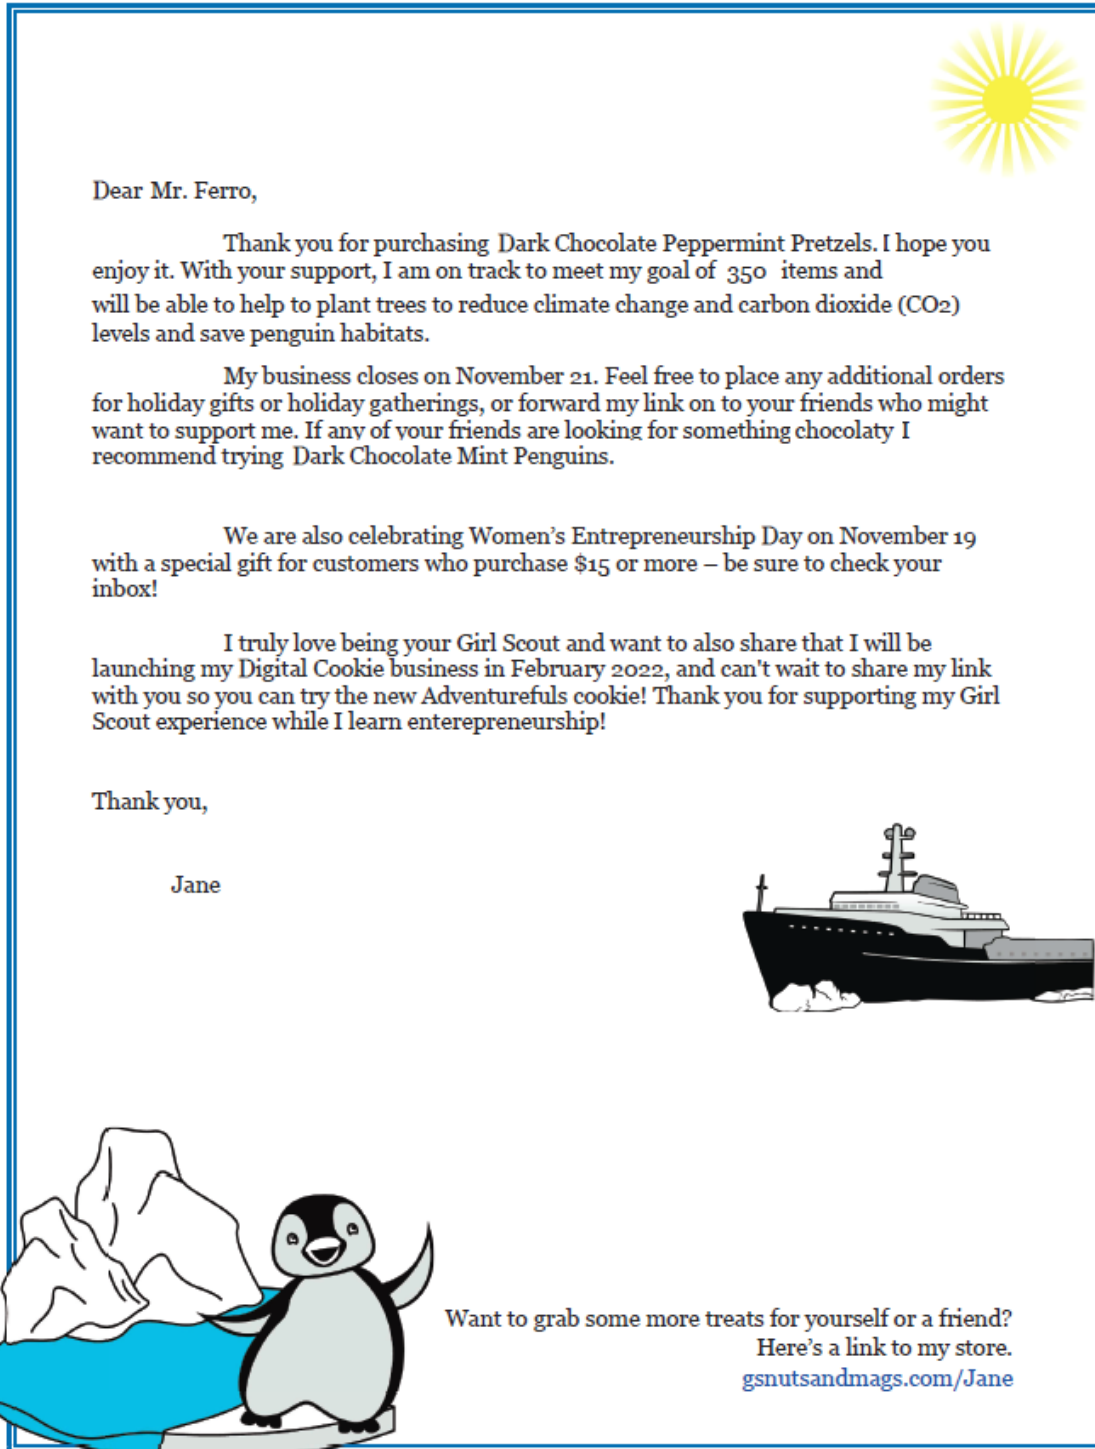 Dear Mr. Ferro,
Thank you for purchasing Dark Chocolate Peppermint Pretzels. I hope you
enjoy it. With your support, I am on track to meet my goal of 350 items and
will be able to help to plant trees to reduce climate change and carbon dioxide (CO2)
levels and save penguin habitats.
My business closes on November 21. Feel free to place any additional orders
for holiday gifts or holiday gatherings, or forward my link on to your friends who might
want to support me. If any of your friends are looking for something chocolaty I
recommend trying Dark Chocolate Mint Penguins.
We are also celebrating Women’s Entrepreneurship Day on November 19
with a special gift for customers who purchase $15 or more – be sure to check your
inbox!
I truly love being your Girl Scout and want to also share that I will be
launching my Digital Cookie business in February 2022, and can't wait to share my link
with you so you can try the new Adventurefuls cookie! Thank you for supporting my Girl
Scout experience while I learn enterepreneurship!
Thank you,
Jane
Want to grab some more treats for yourself or a friend?
Here’s a link to my store.
gsnutsandmags.com/Jane